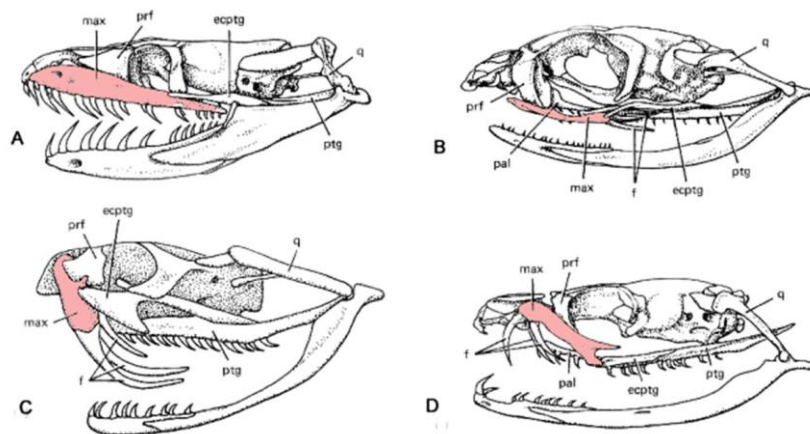 max
prf
ecptg
q
ptg
A
prf
pal
max
f
ecptg
ptg
q
B
ecptg
prf
q
max
f
ptg
C
max
prf
q
f
pal
ecptg
ptg
D